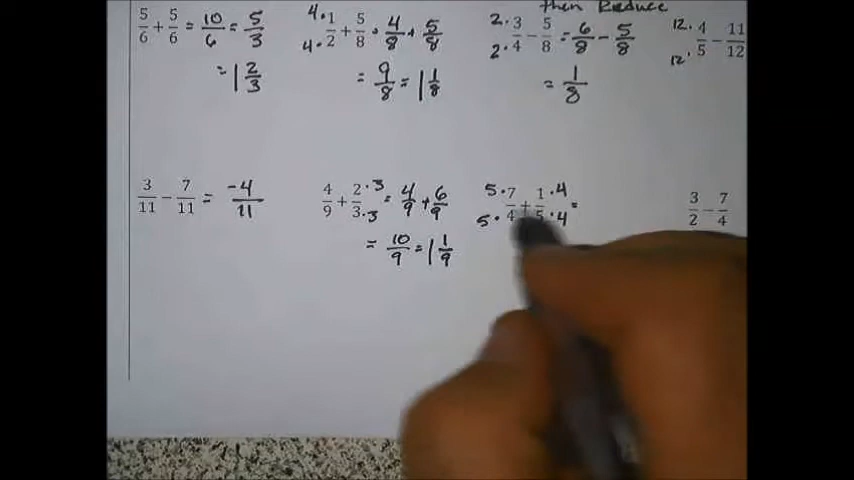 then Reduce
5/6 + 5/6 = 10/6 = 5/3
= 1 2/3
4· 1/2 4· + 5/8 = 4/8 + 5/8
= 9/8 = 1 1/8
2· 3/4 2· - 5/8 = 6/8 - 5/8
= 1/8
12· 4/5 12· - 11/12
3/11 - 7/11 = -4/11
4/9 + 2/3 ·3 ·3 = 4/9 + 6/9
= 10/9 = 1 1/9
5· 7/4 5· + 1/5 ·4 ·4 =
3/2 - 7/4